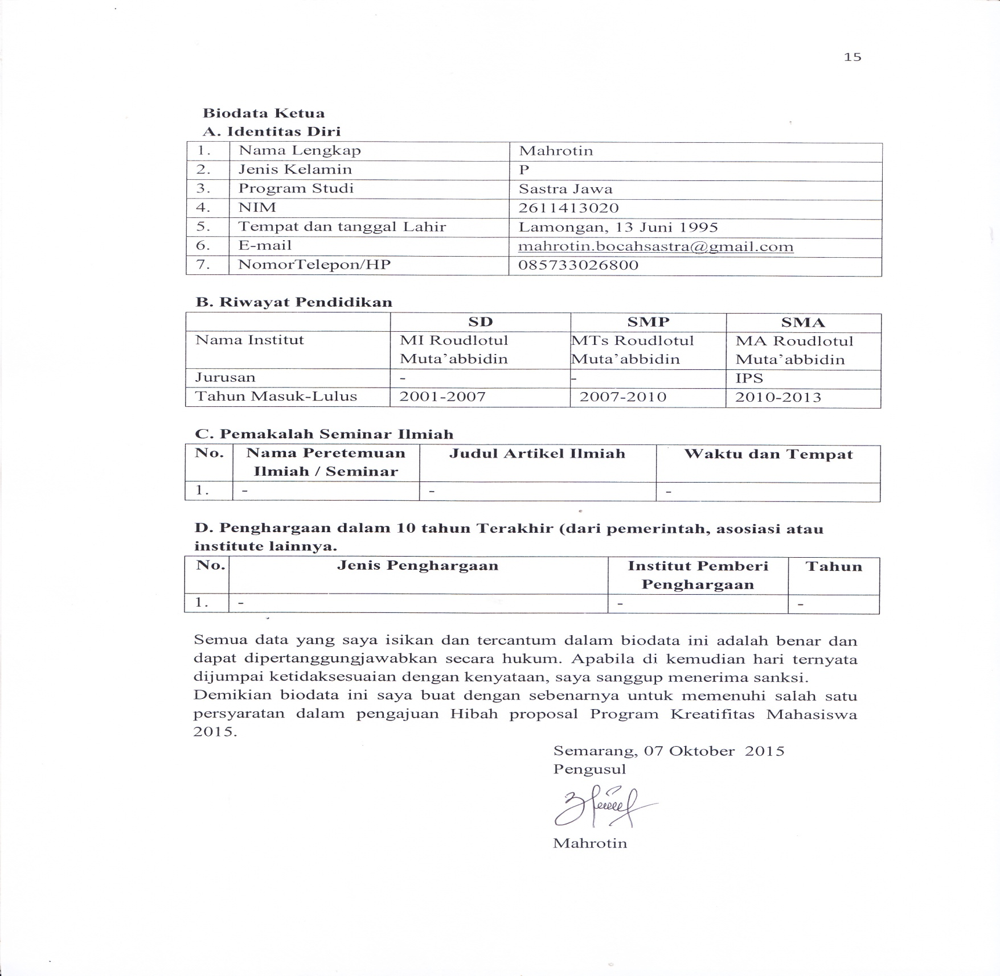 15
Biodata Ketua
A. Identitas Diri
1. Nama Lengkap Mahrotin
2. Jenis Kelamin P
3. Program Studi Sastra Jawa
4. NIM 2611413020
5. Tempat dan tanggal Lahir Lamongan, 13 Juni 1995
6. E-mail mahrotin.bocahsastra@gmail.com
7. NomorTelepon/HP 085733026800
B. Riwayat Pendidikan
SD SMP SMA
Nama Institut MI Roudlotul MTs Roudlotul MA Roudlotul
Muta’abbidin Muta’abbidin Muta’abbidin
Jurusan - - IPS
Tahun Masuk-Lulus 2001-2007 2007-2010 2010-2013
C. Pemakalah Seminar Ilmiah
No. Nama Peretemuan Judul Artikel Ilmiah Waktu dan Tempat
Ilmiah / Seminar
1. - - -
D. Penghargaan dalam 10 tahun Terakhir (dari pemerintah, asosiasi atau
institute lainnya.
No. Jenis Penghargaan Institut Pemberi Tahun
Penghargaan
1. - - -
Semua data yang saya isikan dan tercantum dalam biodata ini adalah benar dan
dapat dipertanggungjawabkan secara hukum. Apabila di kemudian hari ternyata
dijumpai ketidaksesuaian dengan kenyataan, saya sanggup menerima sanksi.
Demikian biodata ini saya buat dengan sebenarnya untuk memenuhi salah satu
persyaratan dalam pengajuan Hibah proposal Program Kreatifitas Mahasiswa
2015.
Semarang, 07 Oktober 2015
Pengusul
Mahrotin